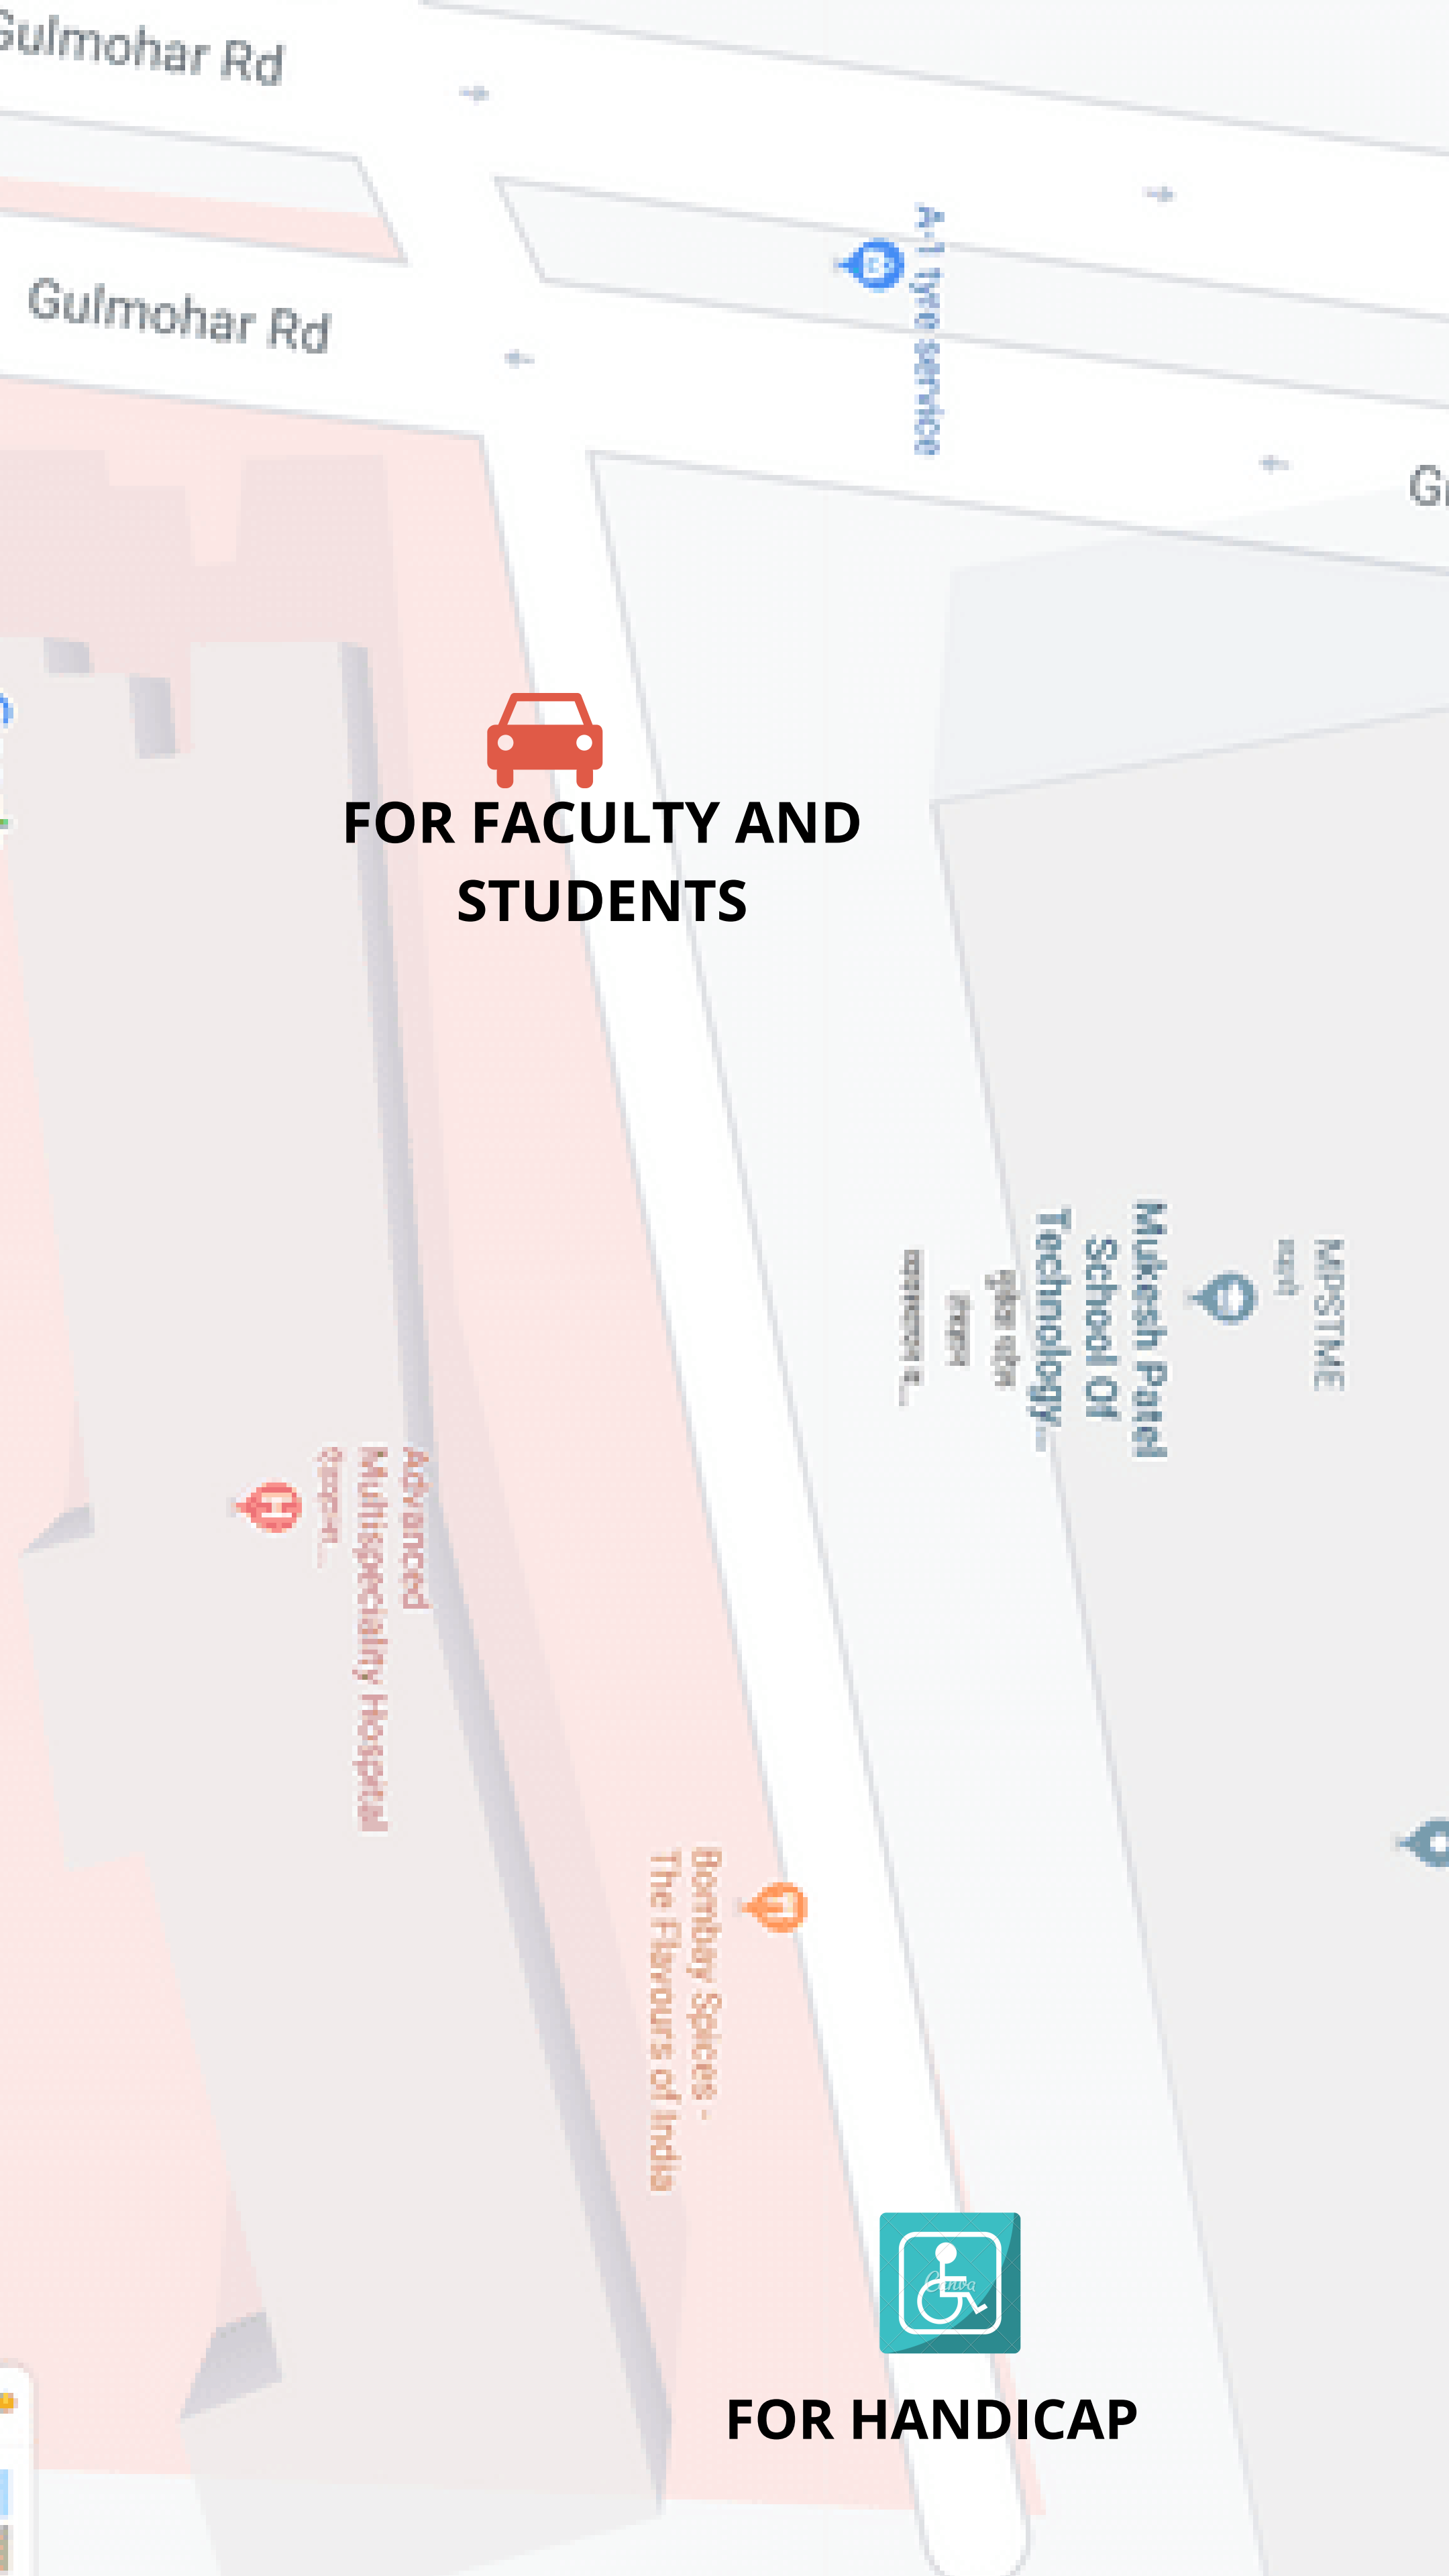 Gulmohar Rd
Gulmohar Rd
A-1 tyre service
FOR FACULTY AND
STUDENTS
MPSTME
Mukesh Patel
School Of
Technology...
Advanced
Multispeciality Hospital
Bombay Spices -
The Flavours of India
Canva
FOR HANDICAP